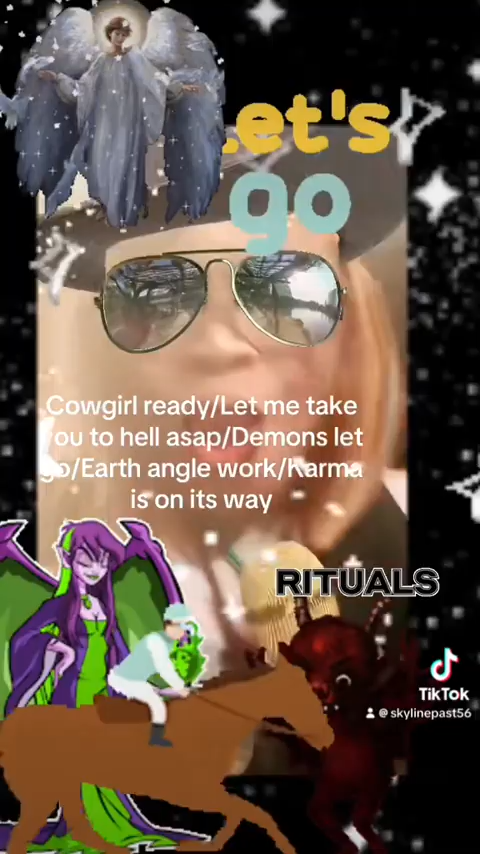 Let's
go
Cowgirl ready/Let me take
you to hell asap/Demons let
go/Earth angle work/Karma
is on its way
RITUALS
TikTok
@ skylinepast56